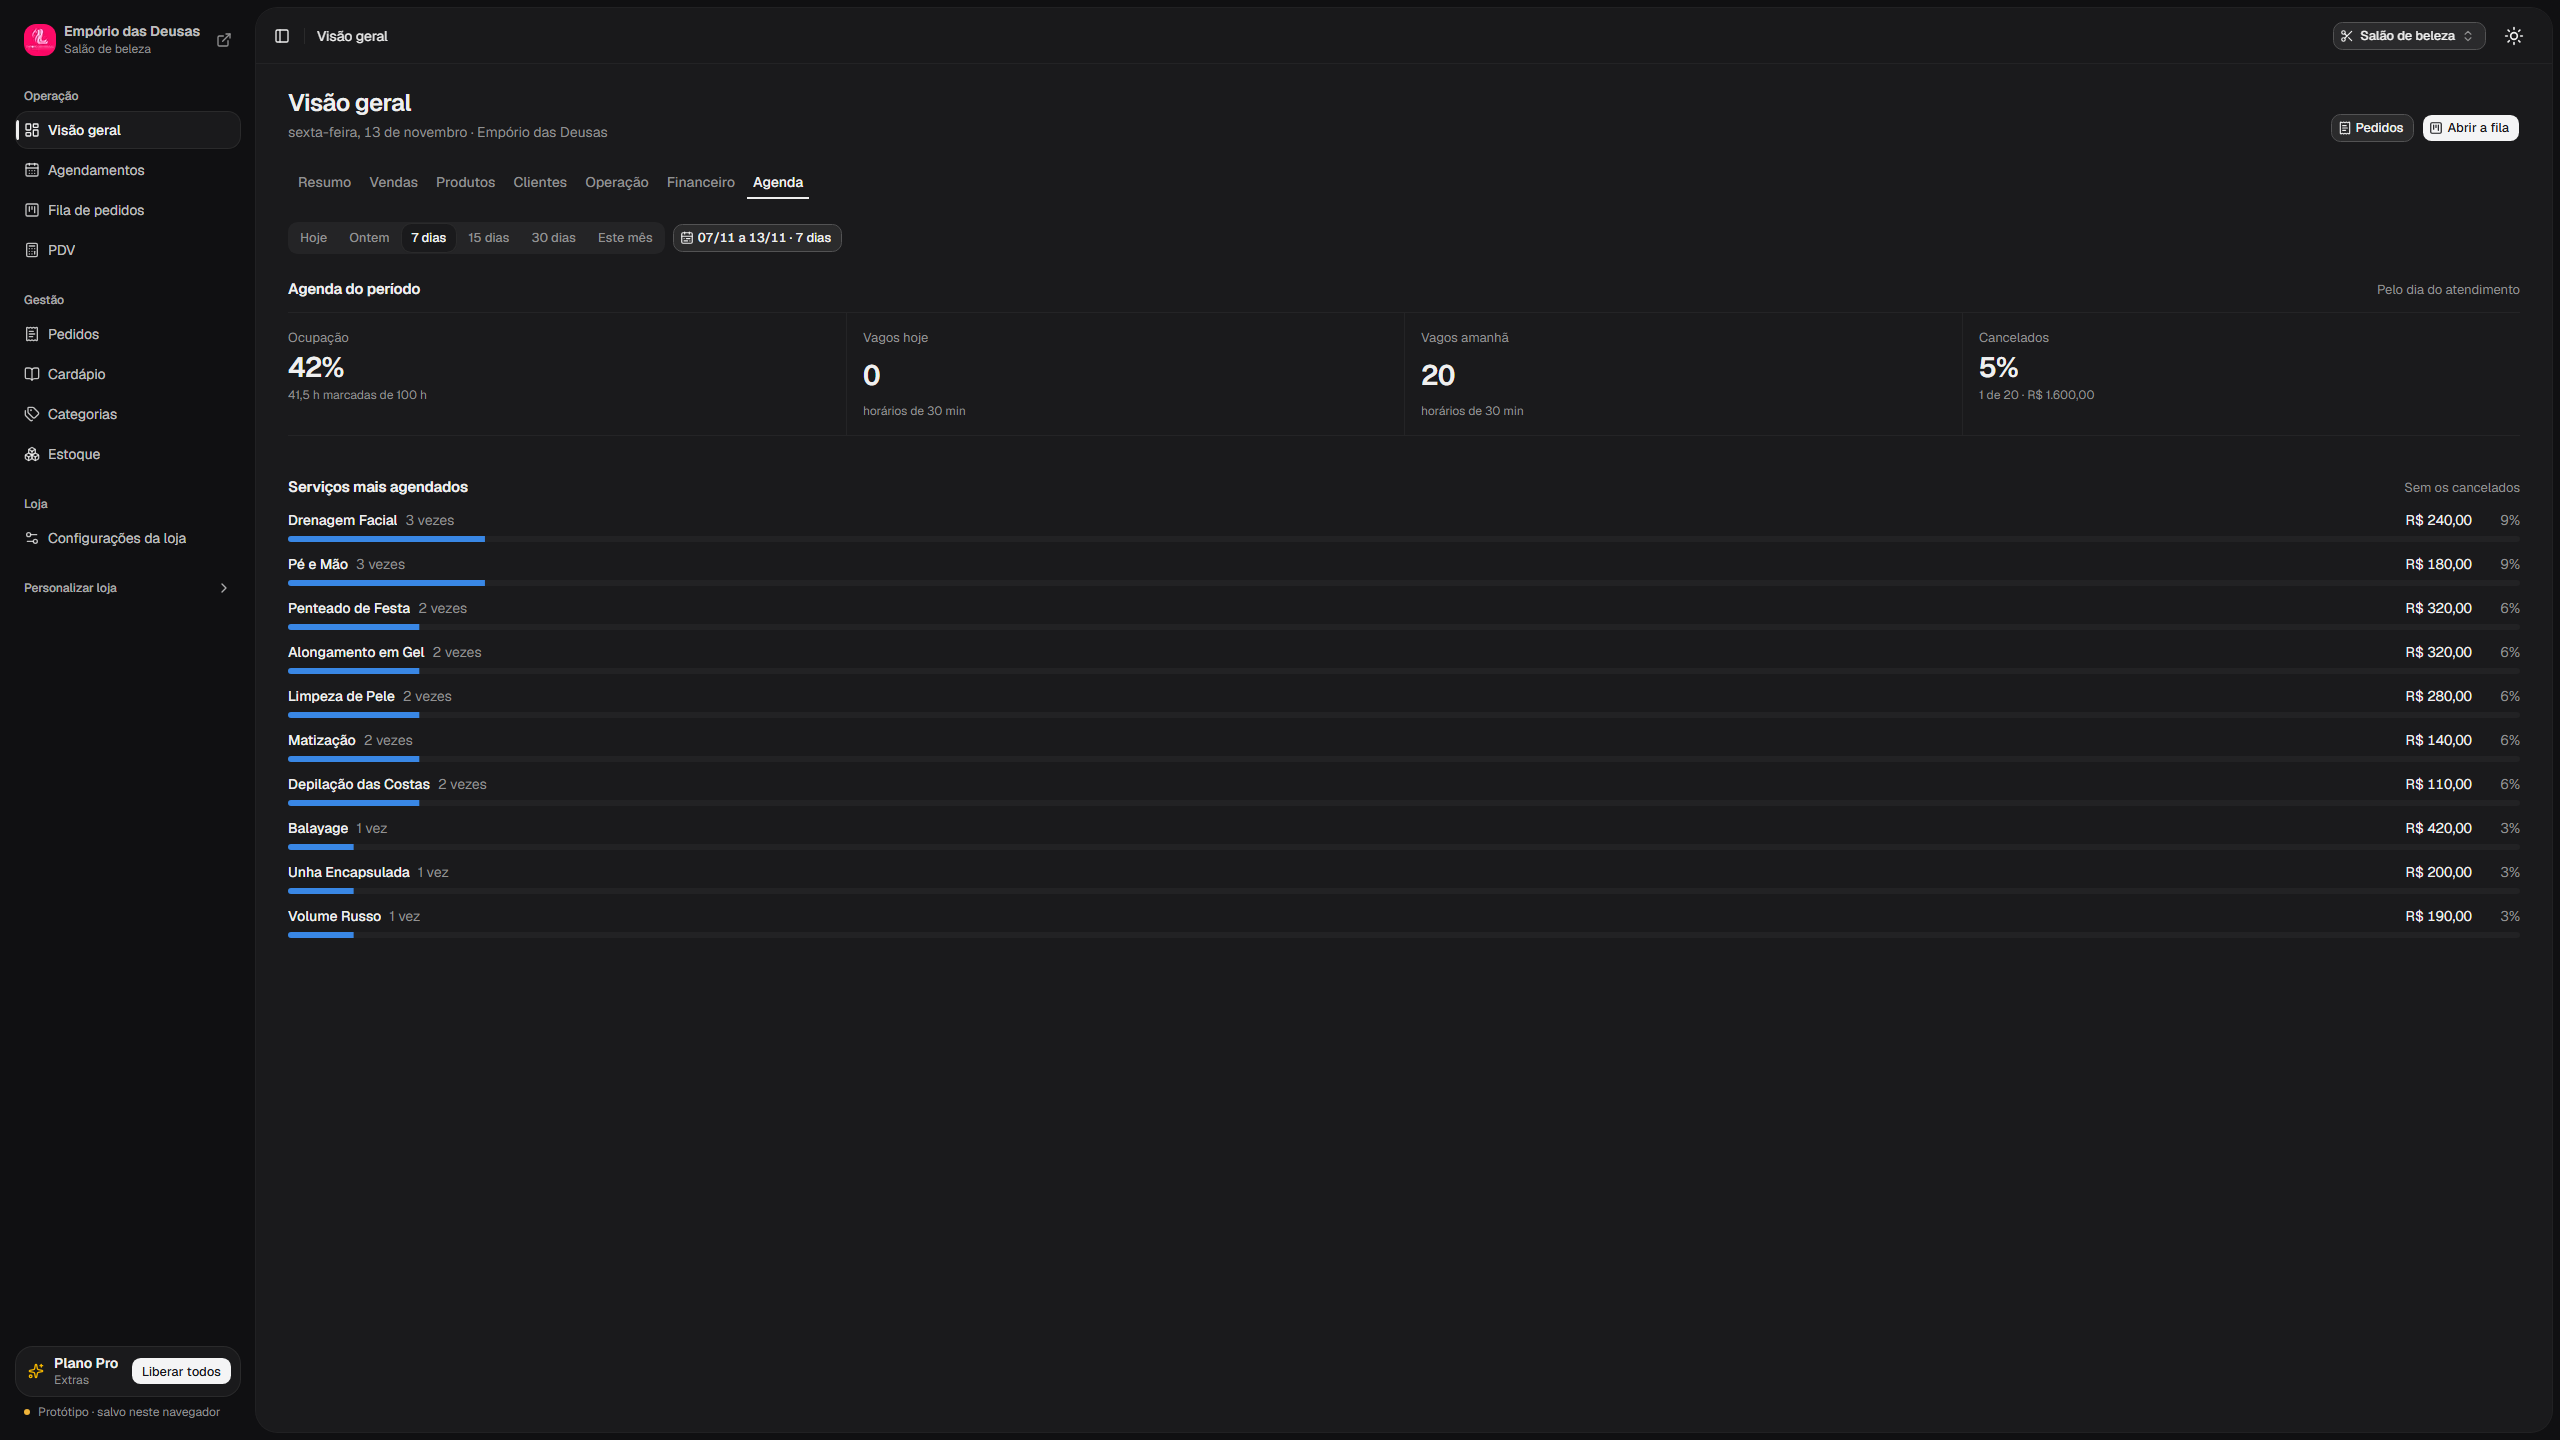 Empório das Deusas
Salão de beleza
Operação
Visão geral
Agendamentos
Fila de pedidos
PDV
Gestão
Pedidos
Cardápio
Categorias
Estoque
Loja
Configurações da loja
Personalizar loja
Plano Pro
Extras
Liberar todos
Protótipo · salvo neste navegador
Visão geral
Salão de beleza
Visão geral
sexta-feira, 13 de novembro · Empório das Deusas
Pedidos
Abrir a fila
Resumo Vendas Produtos Clientes Operação Financeiro Agenda
Hoje Ontem 7 dias 15 dias 30 dias Este mês 07/11 a 13/11 · 7 dias
Agenda do período
Pelo dia do atendimento
Ocupação
42%
41,5 h marcadas de 100 h
Vagos hoje
0
horários de 30 min
Vagos amanhã
20
horários de 30 min
Cancelados
5%
1 de 20 · R$ 1.600,00
Serviços mais agendados
Sem os cancelados
Drenagem Facial 3 vezes R$ 240,00 9%
Pé e Mão 3 vezes R$ 180,00 9%
Penteado de Festa 2 vezes R$ 320,00 6%
Alongamento em Gel 2 vezes R$ 320,00 6%
Limpeza de Pele 2 vezes R$ 280,00 6%
Matização 2 vezes R$ 140,00 6%
Depilação das Costas 2 vezes R$ 110,00 6%
Balayage 1 vez R$ 420,00 3%
Unha Encapsulada 1 vez R$ 200,00 3%
Volume Russo 1 vez R$ 190,00 3%